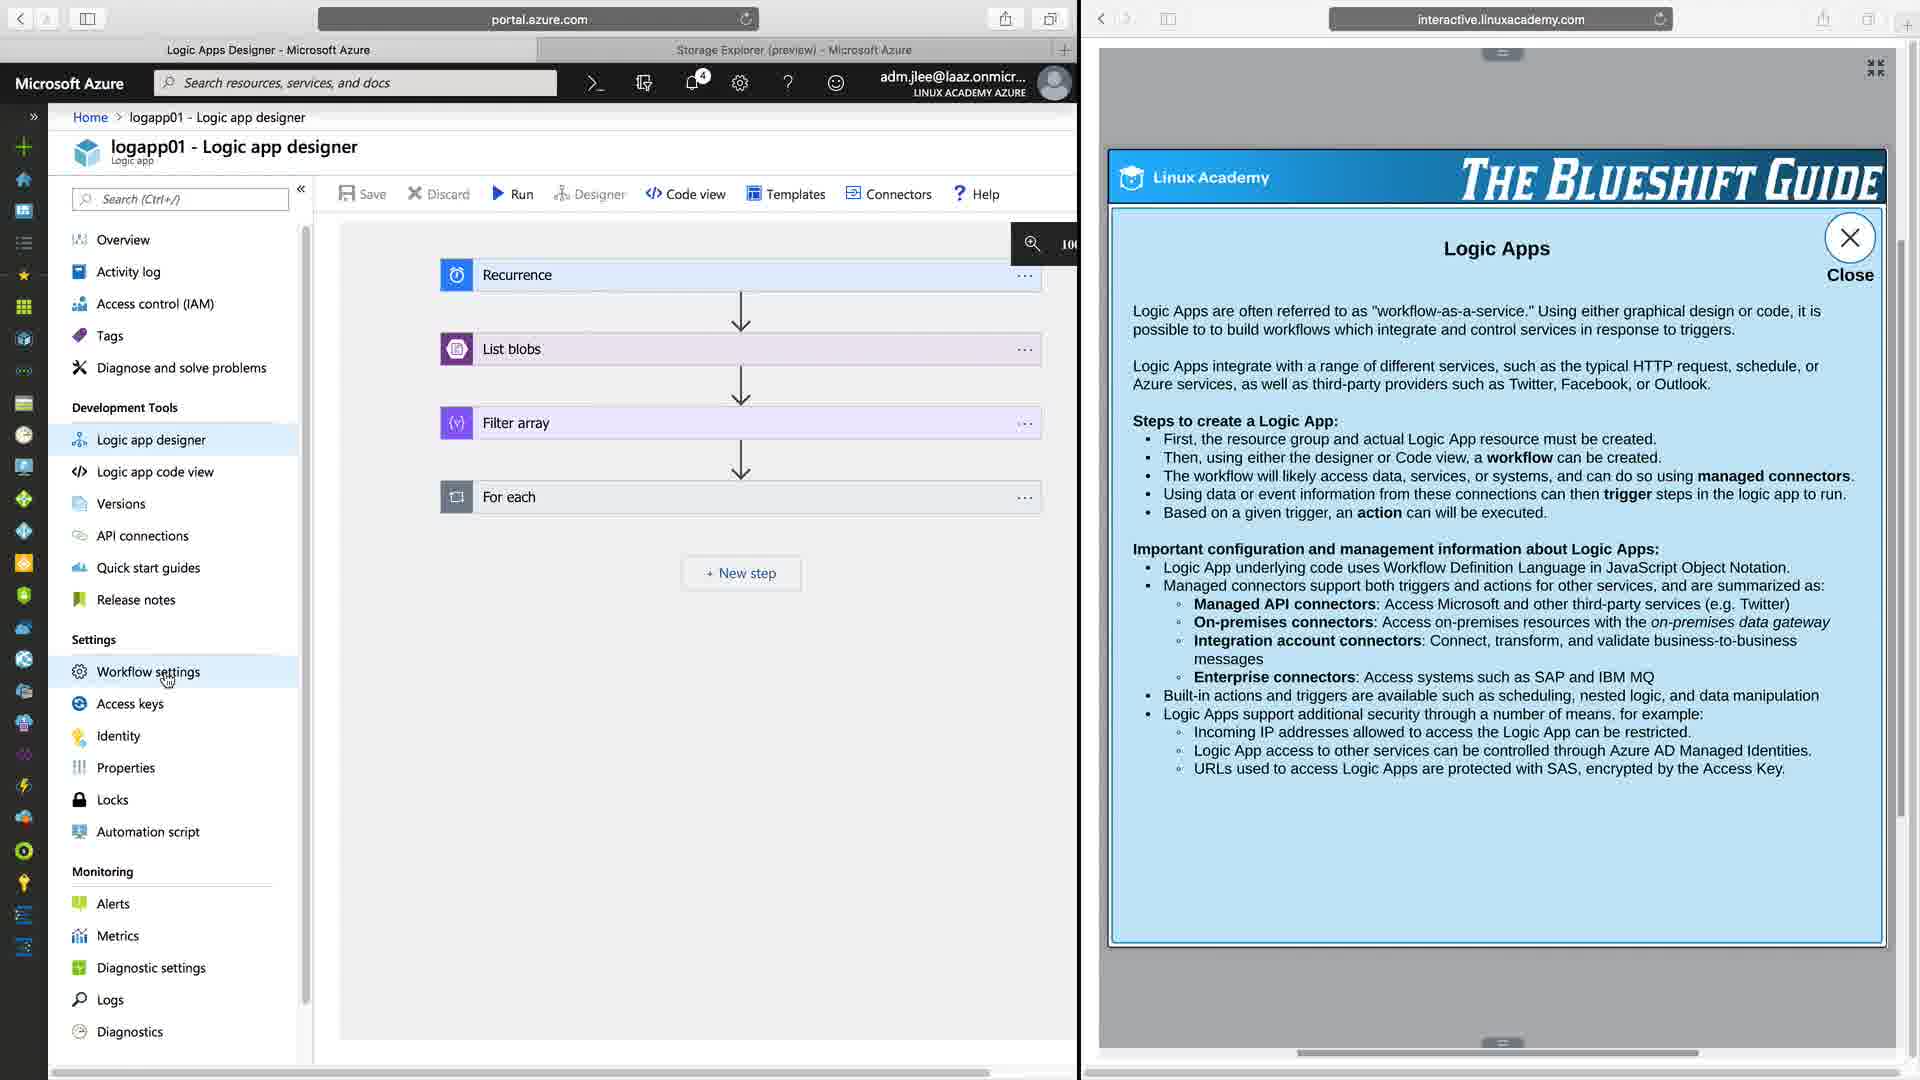 portal.azure.com
Logic Apps Designer - Microsoft Azure
Storage Explorer (preview) - Microsoft Azure
Microsoft Azure
Search resources, services, and docs
4
adm.jlee@laaz.onmicr...
LINUX ACADEMY AZURE
Home > logapp01 - Logic app designer
logapp01 - Logic app designer
Logic app
Search (Ctrl+/)
Overview
Activity log
Access control (IAM)
Tags
Diagnose and solve problems
Development Tools
Logic app designer
Logic app code view
Versions
API connections
Quick start guides
Release notes
Settings
Workflow settings
Access keys
Identity
Properties
Locks
Automation script
Monitoring
Alerts
Metrics
Diagnostic settings
Logs
Diagnostics
Save
Discard
Run
Designer
Code view
Templates
Connectors
Help
100
Recurrence
List blobs
Filter array
For each
+ New step
interactive.linuxacademy.com
Linux Academy
THE BLUESHIFT GUIDE
Logic Apps
Close
Logic Apps are often referred to as "workflow-as-a-service." Using either graphical design or code, it is
possible to to build workflows which integrate and control services in response to triggers.
Logic Apps integrate with a range of different services, such as the typical HTTP request, schedule, or
Azure services, as well as third-party providers such as Twitter, Facebook, or Outlook.
Steps to create a Logic App:
• First, the resource group and actual Logic App resource must be created.
• Then, using either the designer or Code view, a workflow can be created.
• The workflow will likely access data, services, or systems, and can do so using managed connectors.
• Using data or event information from these connections can then trigger steps in the logic app to run.
• Based on a given trigger, an action can will be executed.
Important configuration and management information about Logic Apps:
• Logic App underlying code uses Workflow Definition Language in JavaScript Object Notation.
• Managed connectors support both triggers and actions for other services, and are summarized as:
◦ Managed API connectors: Access Microsoft and other third-party services (e.g. Twitter)
◦ On-premises connectors: Access on-premises resources with the on-premises data gateway
◦ Integration account connectors: Connect, transform, and validate business-to-business
messages
◦ Enterprise connectors: Access systems such as SAP and IBM MQ
• Built-in actions and triggers are available such as scheduling, nested logic, and data manipulation
• Logic Apps support additional security through a number of means, for example:
◦ Incoming IP addresses allowed to access the Logic App can be restricted.
◦ Logic App access to other services can be controlled through Azure AD Managed Identities.
◦ URLs used to access Logic Apps are protected with SAS, encrypted by the Access Key.